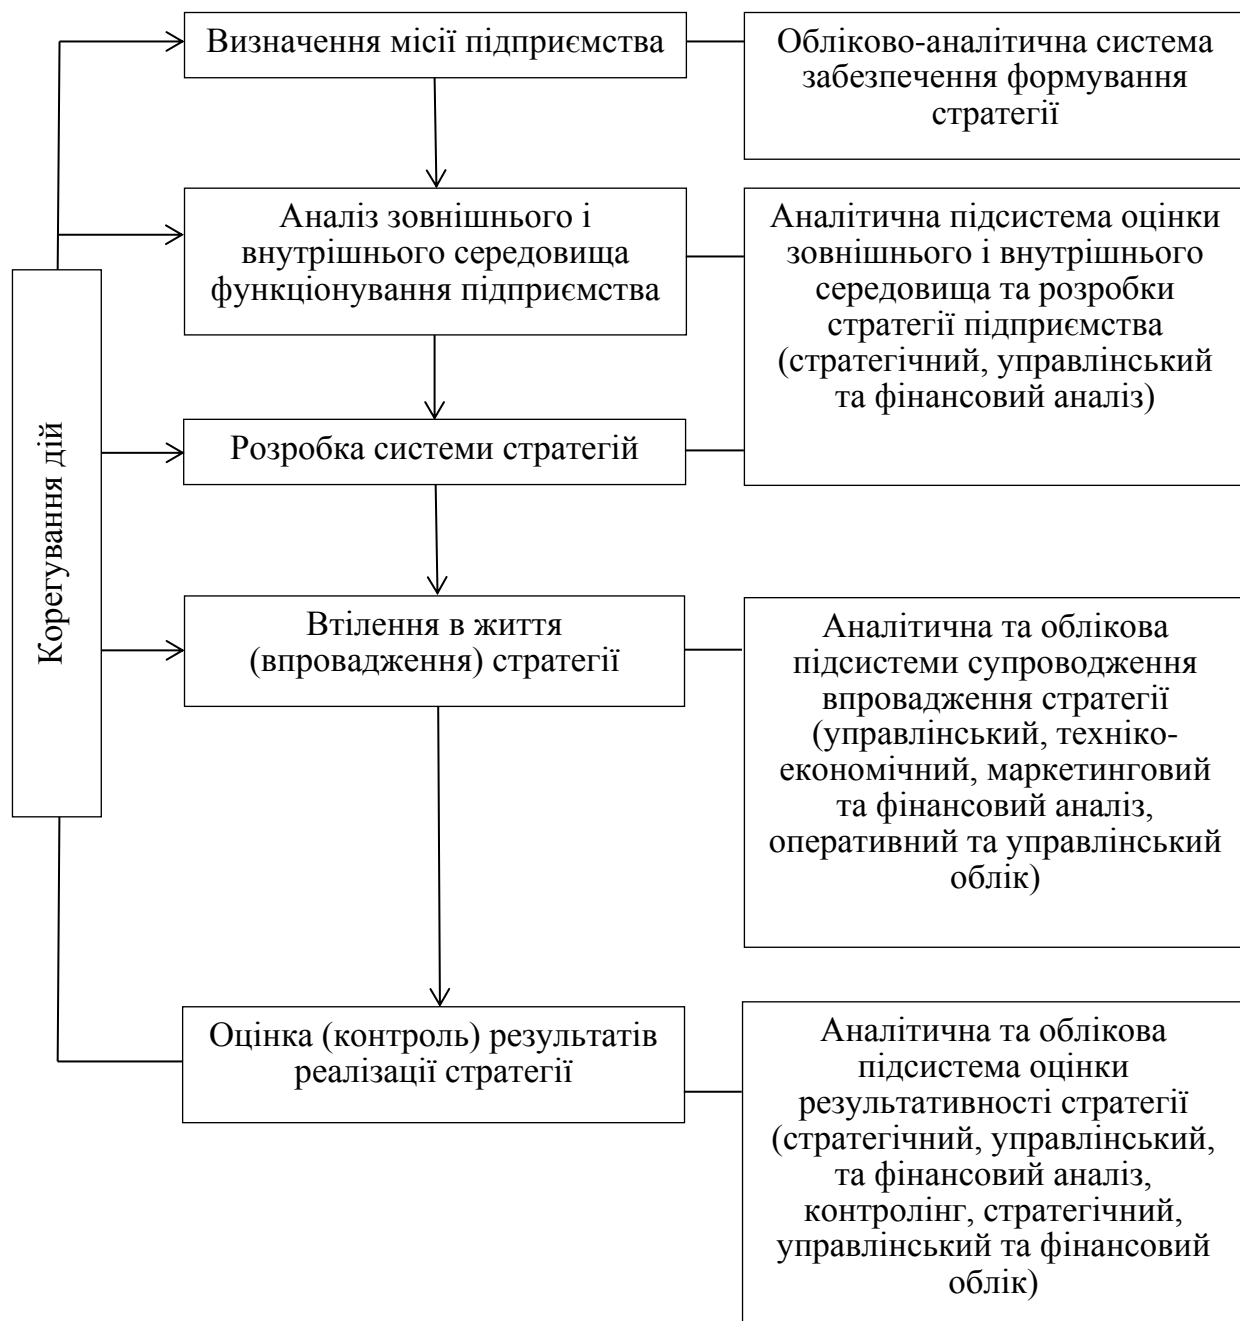 Визначення місії підприємства
Обліково-аналітична система
забезпечення формування
стратегії
Аналіз зовнішнього і
внутрішнього середовища
функціонування підприємства
Аналітична підсистема оцінки
зовнішнього і внутрішнього
середовища та розробки
стратегії підприємства
(стратегічний, управлінський
та фінансовий аналіз)
Корегування дій
Розробка системи стратегій
Втілення в життя
(впровадження) стратегії
Аналітична та облікова
підсистеми супроводження
впровадження стратегії
(управлінський, техніко-
економічний, маркетинговий
та фінансовий аналіз,
оперативний та управлінський
облік)
Оцінка (контроль) результатів
реалізації стратегії
Аналітична та облікова
підсистема оцінки
результативності стратегії
(стратегічний, управлінський,
та фінансовий аналіз,
контролінг, стратегічний,
управлінський та фінансовий
облік)